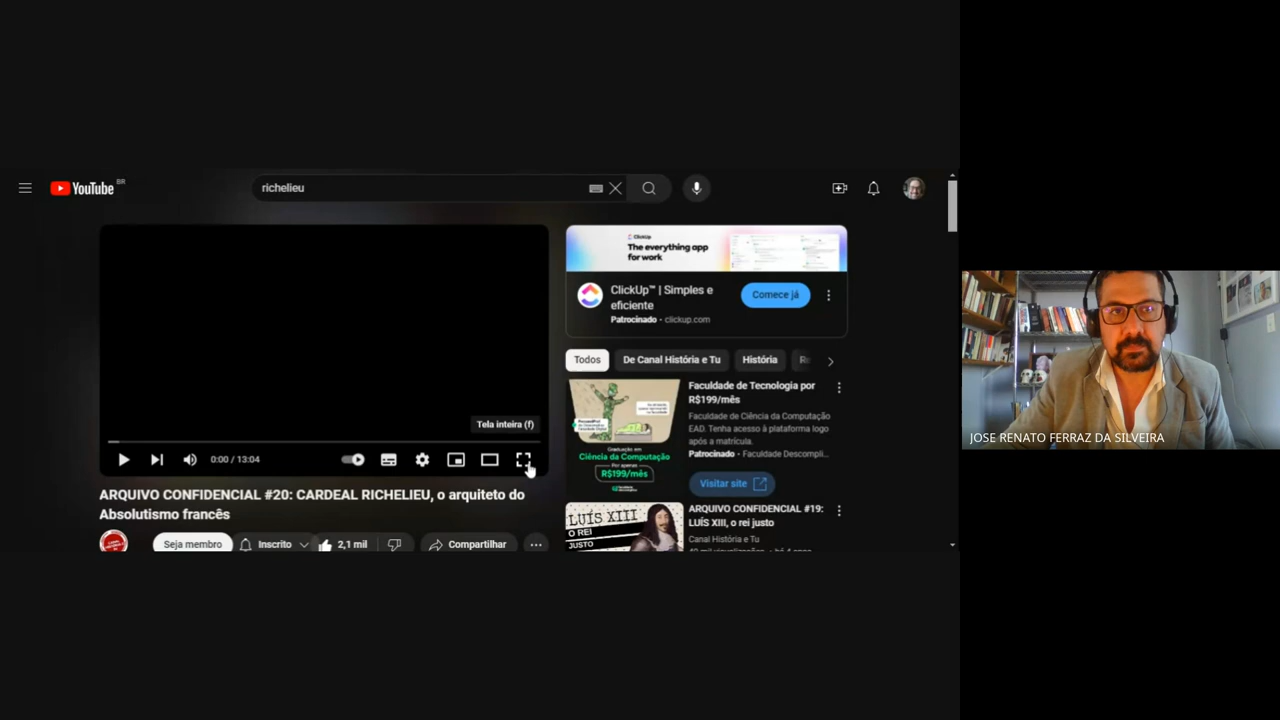 YouTube BR
richelieu
Tela inteira (f)
0:00 / 13:04
ARQUIVO CONFIDENCIAL #20: CARDEAL RICHELIEU, o arquiteto do
Absolutismo francês
Seja membro
Inscrito
2,1 mil
Compartilhar
ClickUp
The everything app
for work
ClickUp™ | Simples e
eficiente
Patrocinado • clickup.com
Comece já
Todos
De Canal História e Tu
História
Faculdade de Tecnologia por
R$199/mês
Faculdade de Ciência da Computação
EAD. Tenha acesso à plataforma logo
após a matrícula.
Patrocinado • Faculdade Descompli...
Visitar site
Graduação em
Ciência da Computação
Por apenas
R$199/mês
LUÍS XIII
O REI
JUSTO
ARQUIVO CONFIDENCIAL #19:
LUÍS XIII, o rei justo
Canal História e Tu
JOSE RENATO FERRAZ DA SILVEIRA